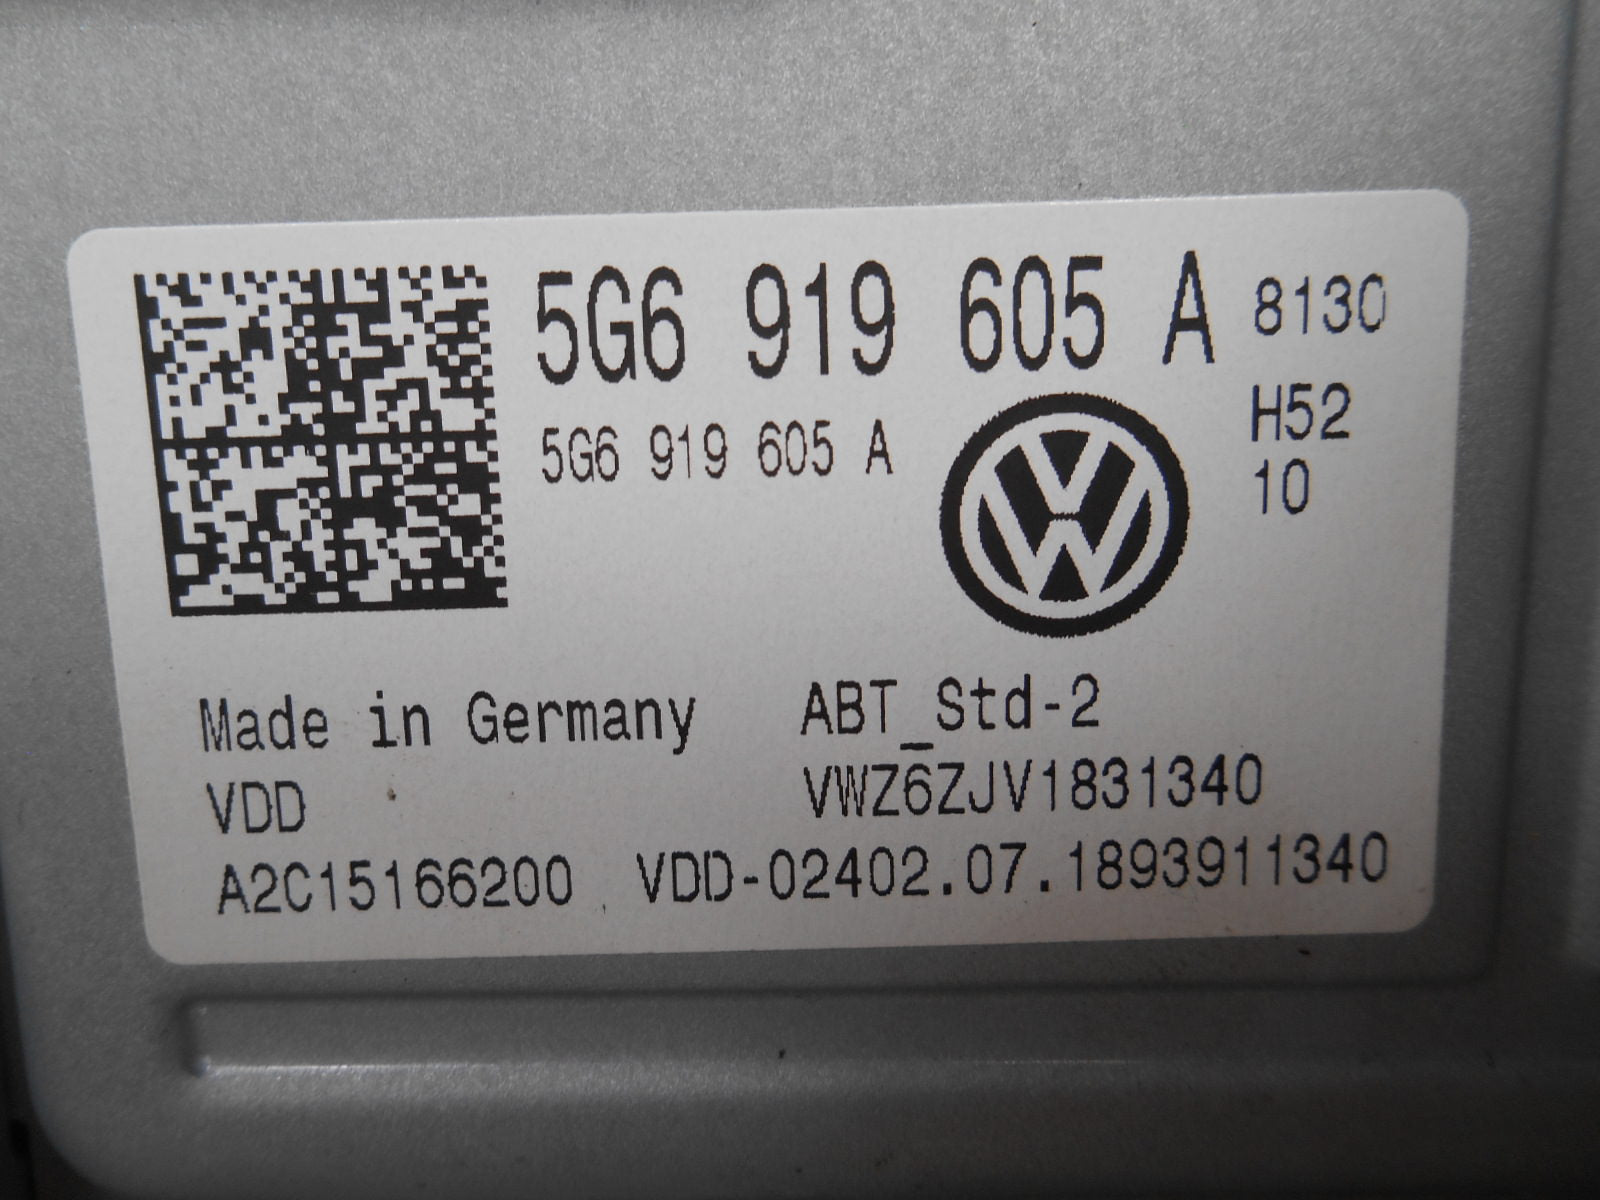 5G6 919 605 A 8130
5G6 919 605 A
H52
10
Made in Germany ABT_Std-2
VDD VWZ6ZJV1831340
A2C15166200 VDD-02402.07.1893911340